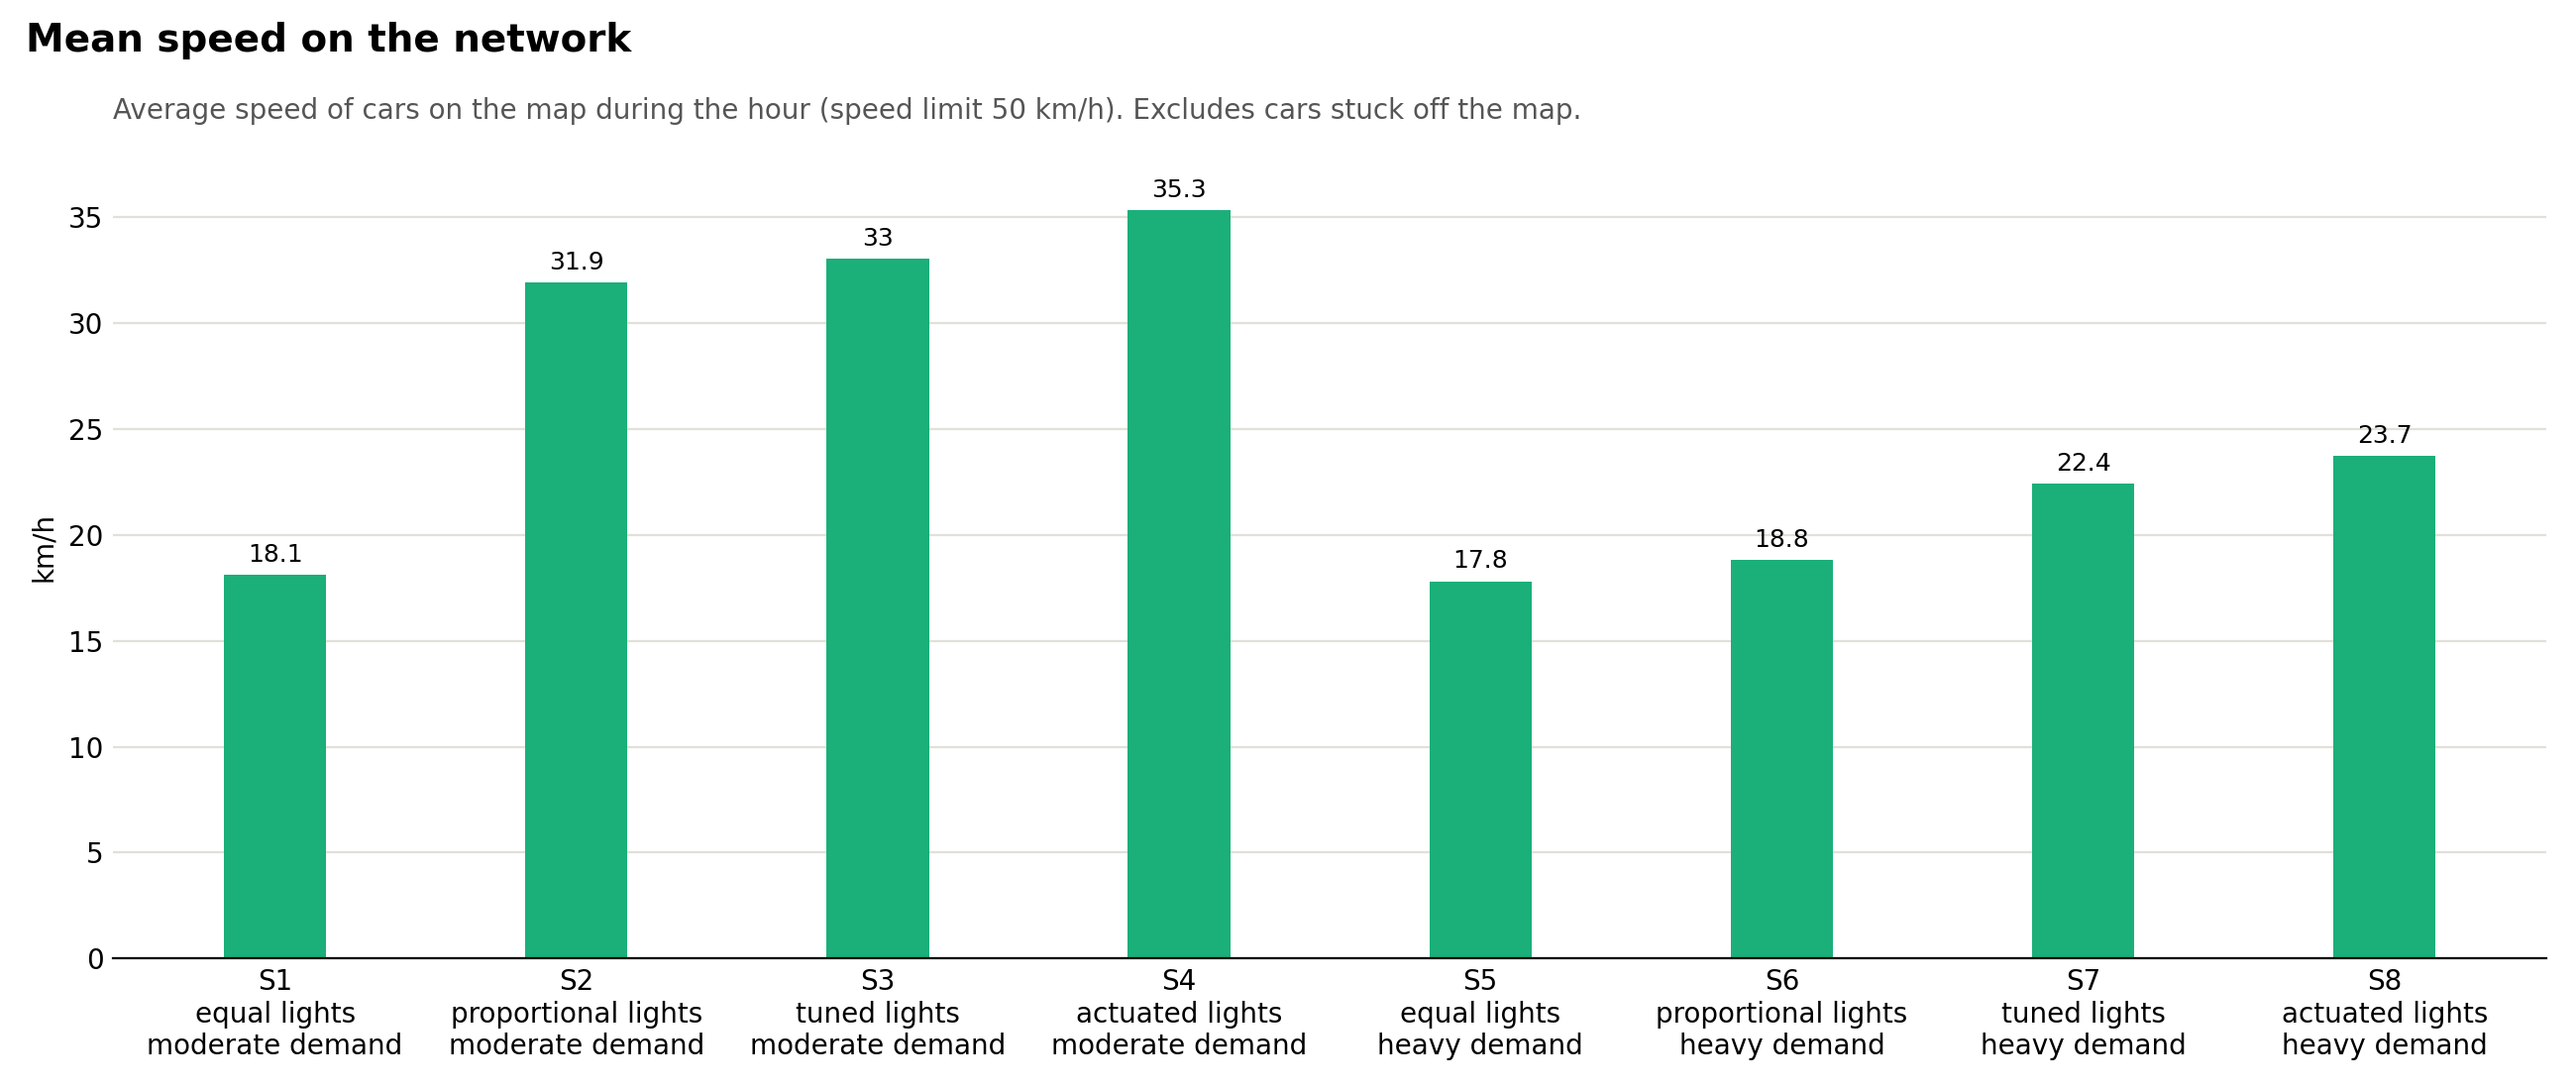 Mean speed on the network
Average speed of cars on the map during the hour (speed limit 50 km/h). Excludes cars stuck off the map.
km/h
35
30
25
20
15
10
5
0
18.1
31.9
33
35.3
17.8
18.8
22.4
23.7
S1
equal lights
moderate demand
S2
proportional lights
moderate demand
S3
tuned lights
moderate demand
S4
actuated lights
moderate demand
S5
equal lights
heavy demand
S6
proportional lights
heavy demand
S7
tuned lights
heavy demand
S8
actuated lights
heavy demand